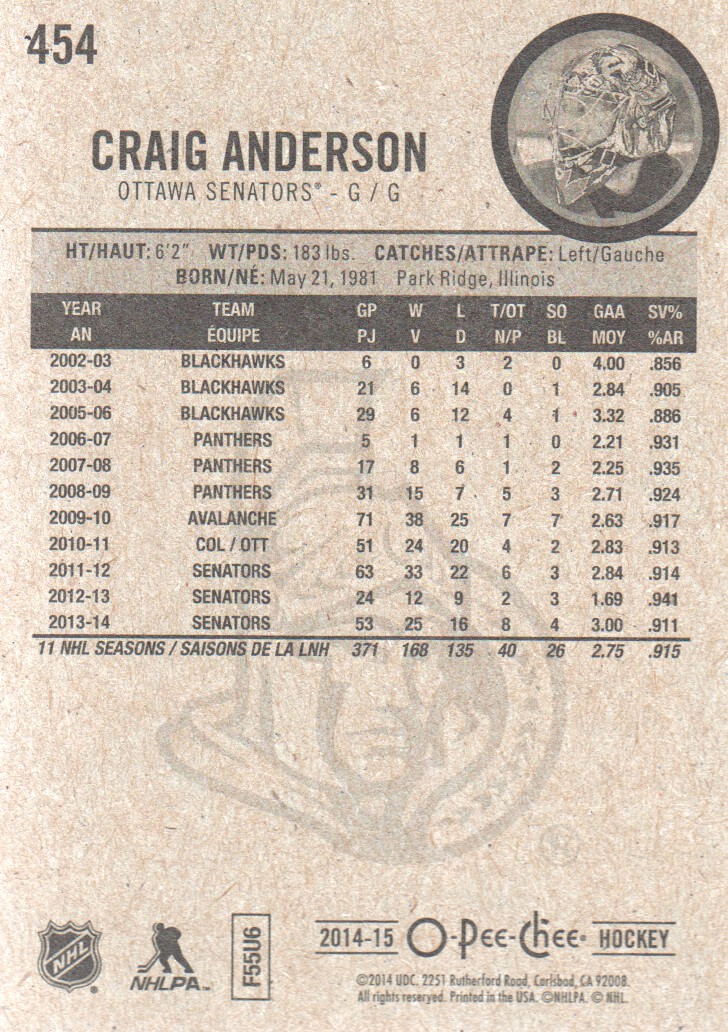 454
CRAIG ANDERSON
OTTAWA SENATORS® - G / G
HT/HAUT: 6'2" WT/PDS: 183 lbs. CATCHES/ATTRAPE: Left/Gauche
BORN/NÉ: May 21, 1981 Park Ridge, Illinois
YEAR TEAM GP W L T/OT SO GAA SV%
AN ÉQUIPE PJ V D N/P BL MOY %AR
2002-03 BLACKHAWKS 6 0 3 2 0 4.00 .856
2003-04 BLACKHAWKS 21 6 14 0 1 2.84 .905
2005-06 BLACKHAWKS 29 6 12 4 1 3.32 .886
2006-07 PANTHERS 5 1 1 1 0 2.21 .931
2007-08 PANTHERS 17 8 6 1 2 2.25 .935
2008-09 PANTHERS 31 15 7 5 3 2.71 .924
2009-10 AVALANCHE 71 38 25 7 7 2.63 .917
2010-11 COL / OTT 51 24 20 4 2 2.83 .913
2011-12 SENATORS 63 33 22 6 3 2.84 .914
2012-13 SENATORS 24 12 9 2 3 1.69 .941
2013-14 SENATORS 53 25 16 8 4 3.00 .911
11 NHL SEASONS / SAISONS DE LA LNH 371 168 135 40 26 2.75 .915
®
NHL®
NHLPA™
F55U6
2014-15 O-Pee-Chee® HOCKEY
©2014 UDC. 2251 Rutherford Road, Carlsbad, CA 92008.
All rights reserved. Printed in the USA. ©NHLPA. © NHL.